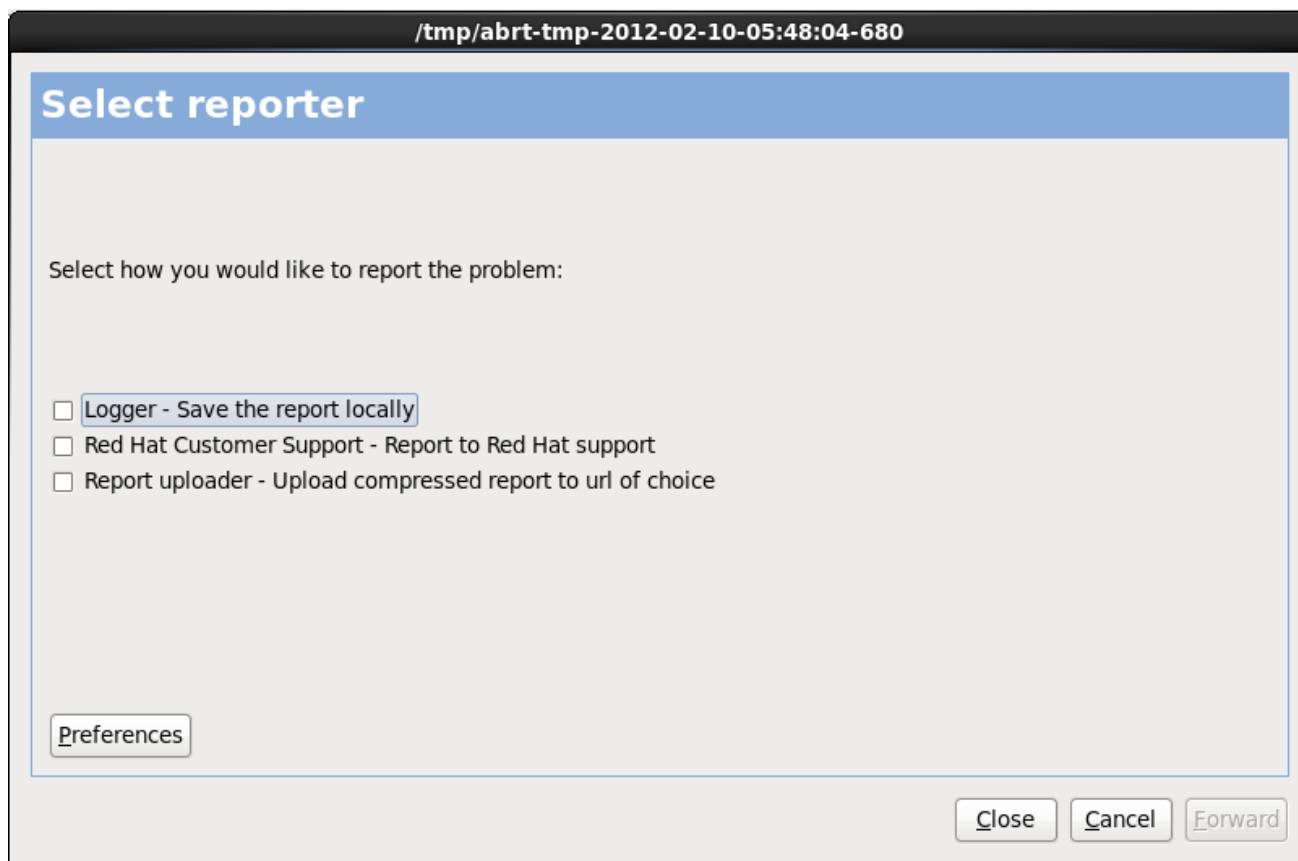 /tmp/abrt-tmp-2012-02-10-05:48:04-680
Select reporter
Select how you would like to report the problem:
Logger - Save the report locally
Red Hat Customer Support - Report to Red Hat support
Report uploader - Upload compressed report to url of choice
Preferences
Close Cancel Forward